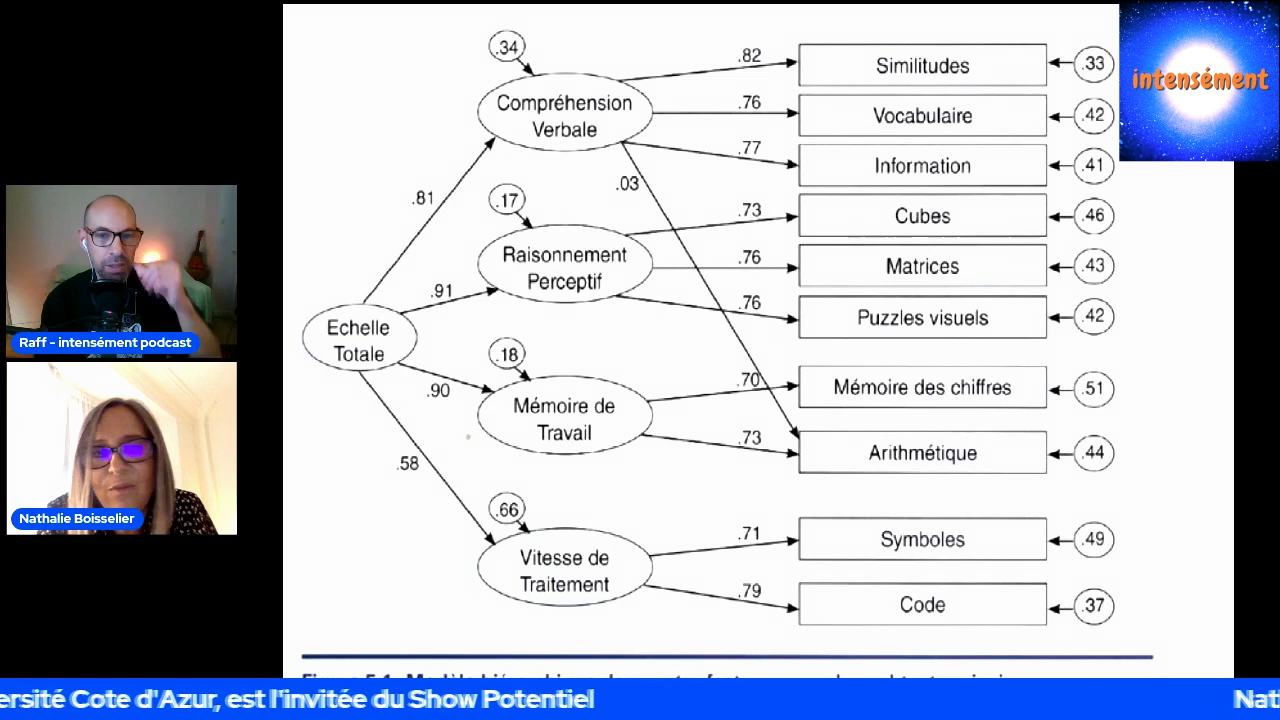 .34
.82
Similitudes
.33
intensément
Compréhension
Verbale
.76
Vocabulaire
.42
.77
Information
.41
.03
.81
.17
.73
Cubes
.46
Raisonnement
Perceptif
.76
Matrices
.43
.91
.76
Puzzles visuels
.42
Echelle
Totale
Raff - intensément podcast
.18
.90
.70
Mémoire des chiffres
.51
Mémoire de
Travail
.73
Arithmétique
.44
.58
Nathalie Boisselier
.66
.71
Symboles
.49
Vitesse de
Traitement
.79
Code
.37
ersité Cote d'Azur, est l'invitée du Show Potentiel
Nat